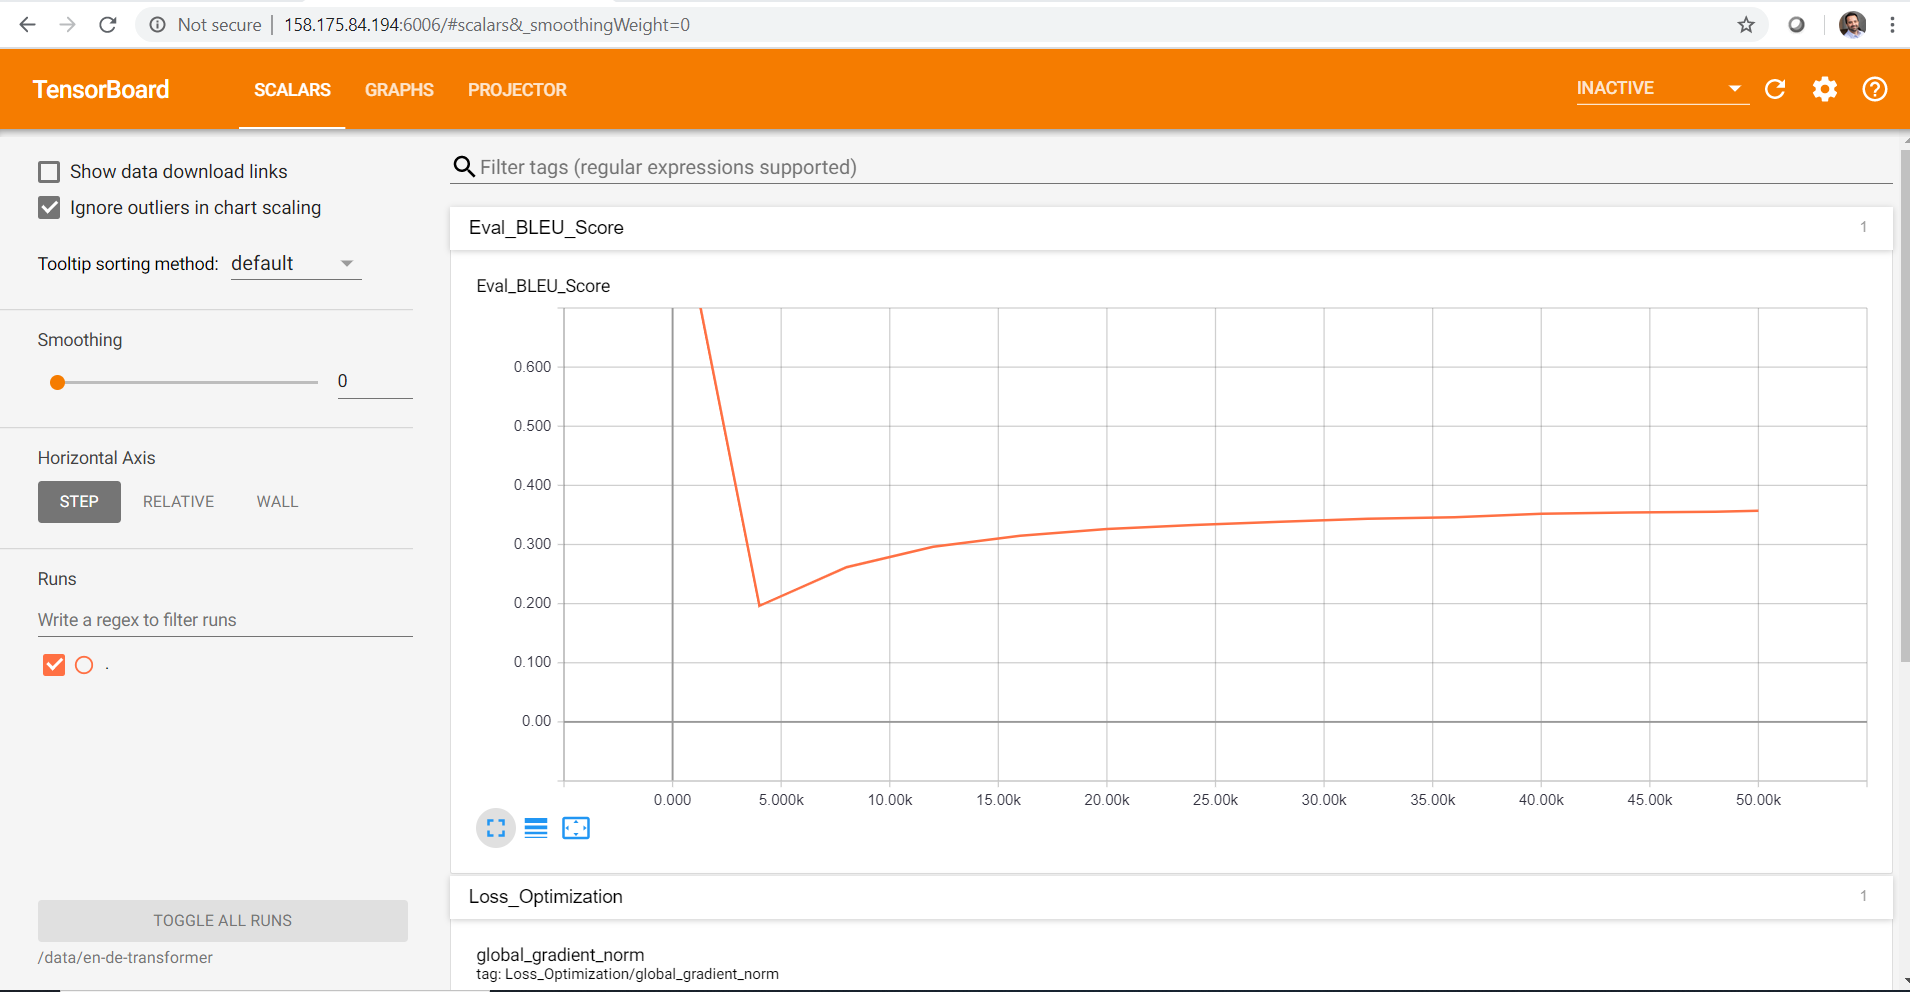 Not secure | 158.175.84.194:6006/#scalars&_smoothingWeight=0
TensorBoard SCALARS GRAPHS PROJECTOR INACTIVE
Show data download links
Ignore outliers in chart scaling
Tooltip sorting method: default
Smoothing
0
Horizontal Axis
STEP RELATIVE WALL
Runs
Write a regex to filter runs
.
TOGGLE ALL RUNS
/data/en-de-transformer
Filter tags (regular expressions supported)
Eval_BLEU_Score 1
Eval_BLEU_Score
0.600
0.500
0.400
0.300
0.200
0.100
0.00
0.000 5.000k 10.00k 15.00k 20.00k 25.00k 30.00k 35.00k 40.00k 45.00k 50.00k
Loss_Optimization 1
global_gradient_norm
tag: Loss_Optimization/global_gradient_norm